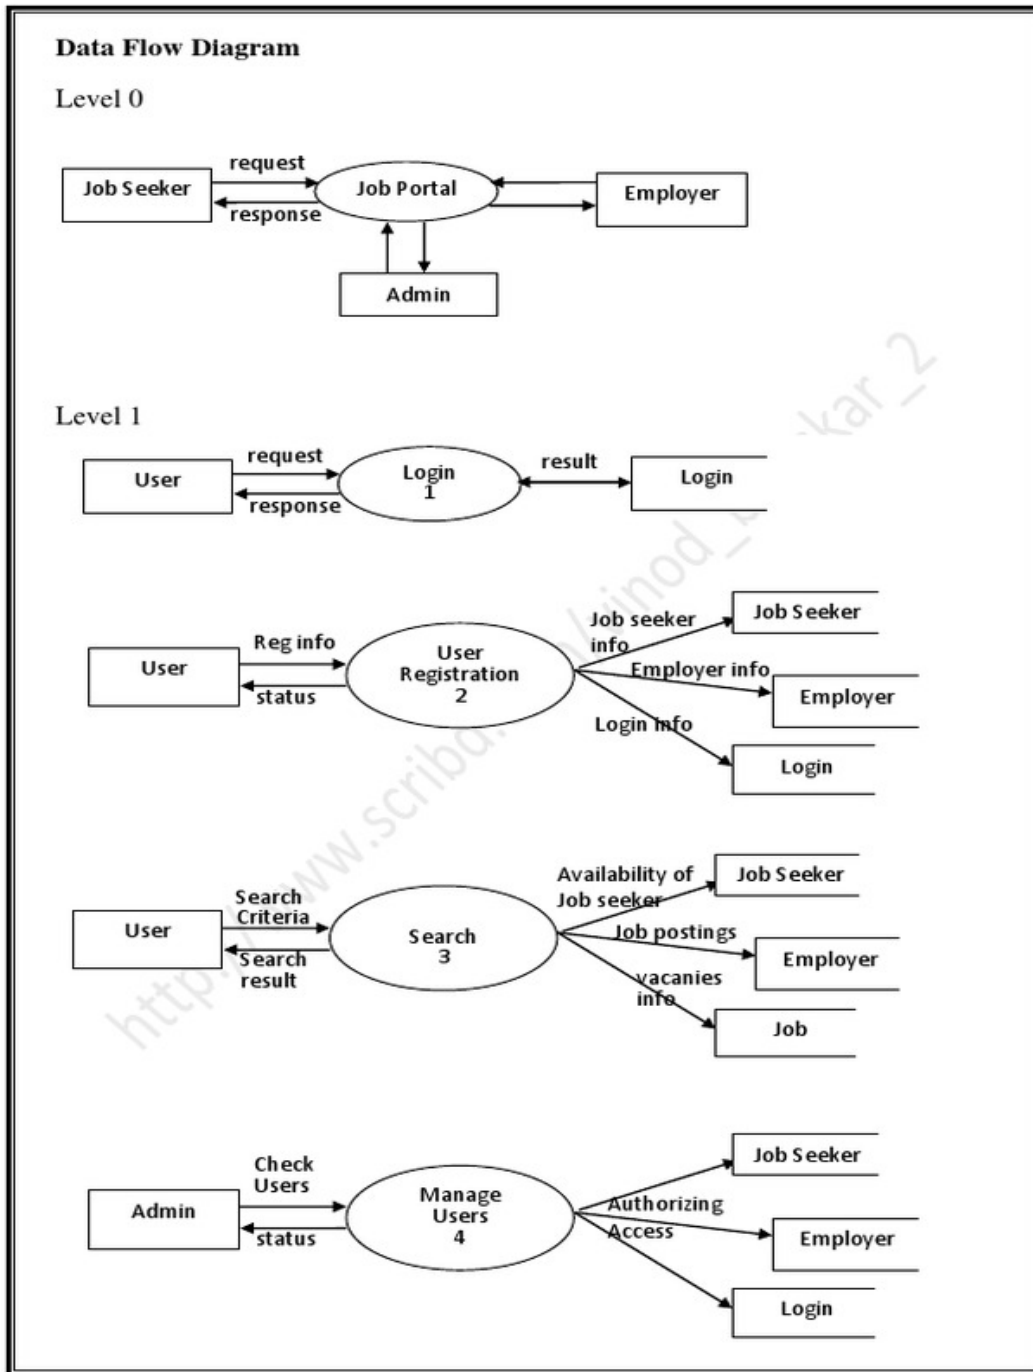 Data Flow Diagram
Level 0
request
Job Seeker
Job Portal
Employer
response
Admin
Level 1
request
User
Login
1
result
Login
response
Job seeker
info
Job Seeker
Reg info
User
User
Registration
2
Employer info
Employer
status
Login info
Login
Availability of
Job seeker
Job Seeker
Search
Criteria
User
Search
3
Job postings
Employer
Search
result
vacanies
info
Job
Job Seeker
Check
Users
Admin
Manage
Users
4
Authorizing
Access
Employer
status
Login